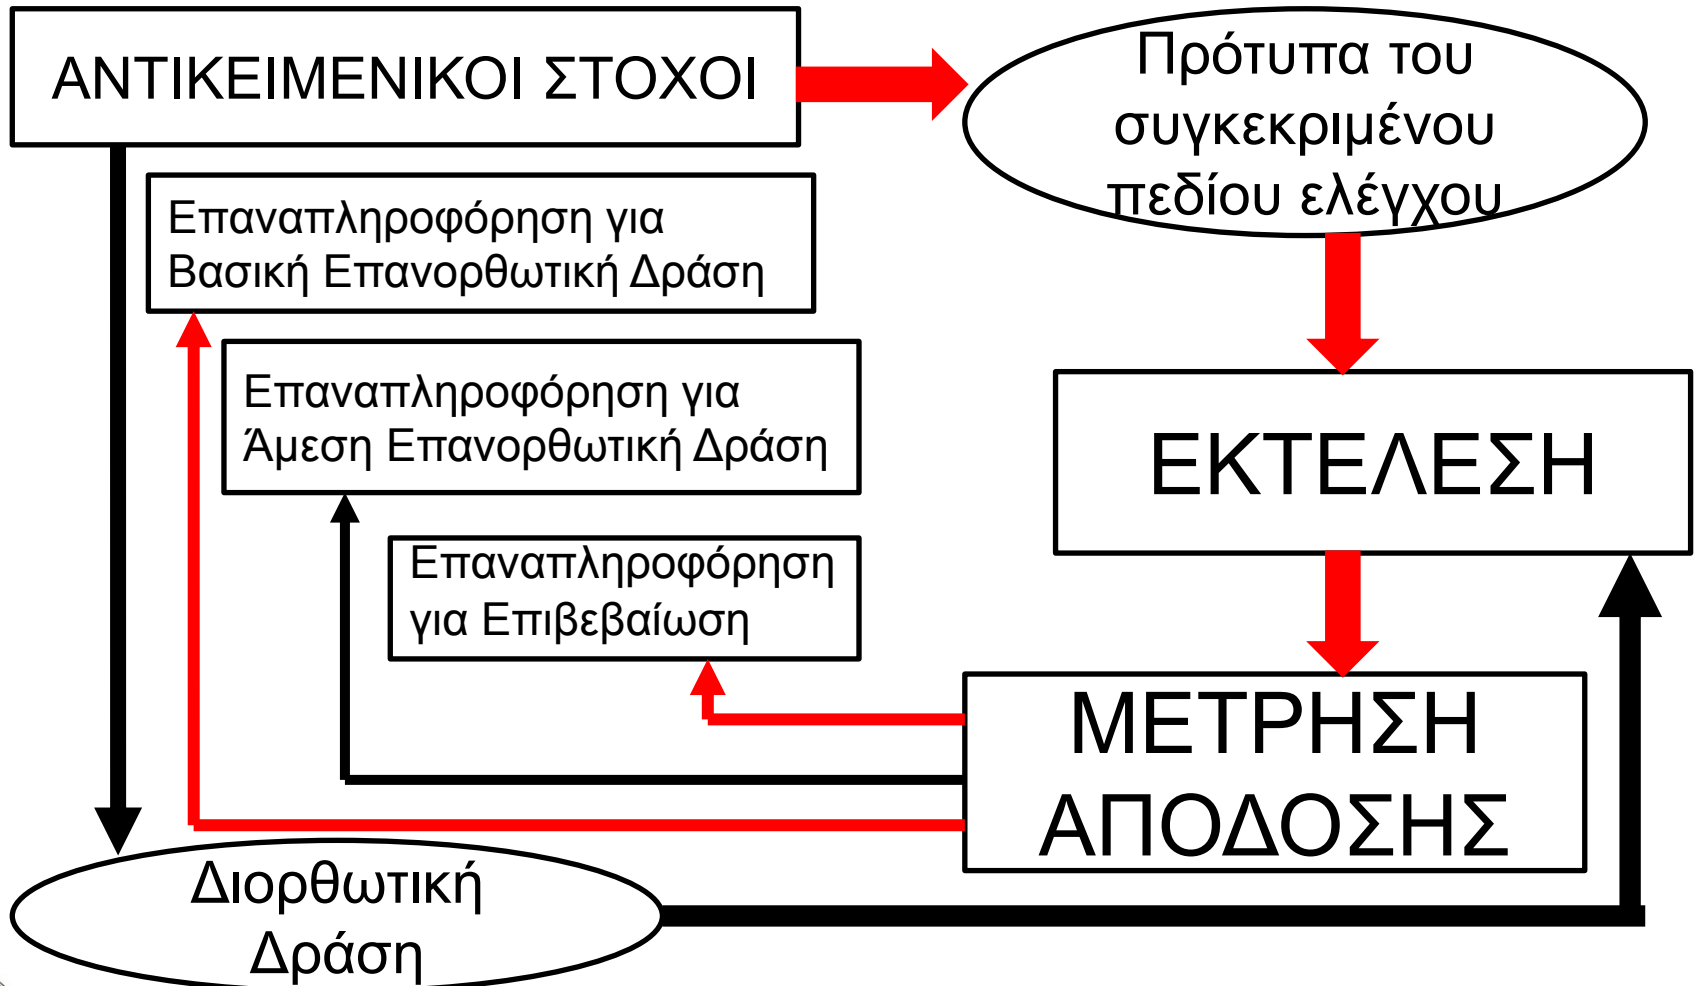 ΑΝΤΙΚΕΙΜΕΝΙΚΟΙ ΣΤΟΧΟΙ
Πρότυπα του
συγκεκριμένου
πεδίου ελέγχου
Επαναπληροφόρηση για
Βασική Επανορθωτική Δράση
Επαναπληροφόρηση για
Άμεση Επανορθωτική Δράση
ΕΚΤΕΛΕΣΗ
Επαναπληροφόρηση
για Επιβεβαίωση
ΜΕΤΡΗΣΗ
ΑΠΟΔΟΣΗΣ
Διορθωτική
Δράση